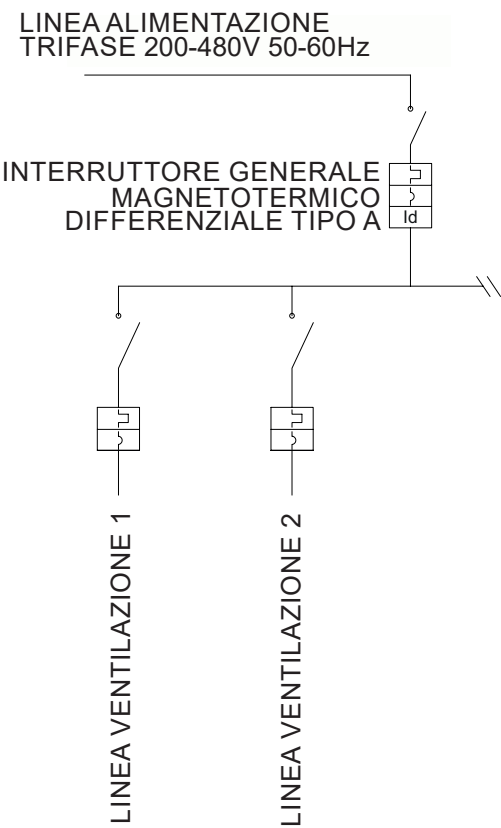 LINEA ALIMENTAZIONE
TRIFASE 200-480V 50-60Hz
INTERRUTTORE GENERALE
MAGNETOTERMICO
DIFFERENZIALE TIPO A
Id
LINEA VENTILAZIONE 1
LINEA VENTILAZIONE 2